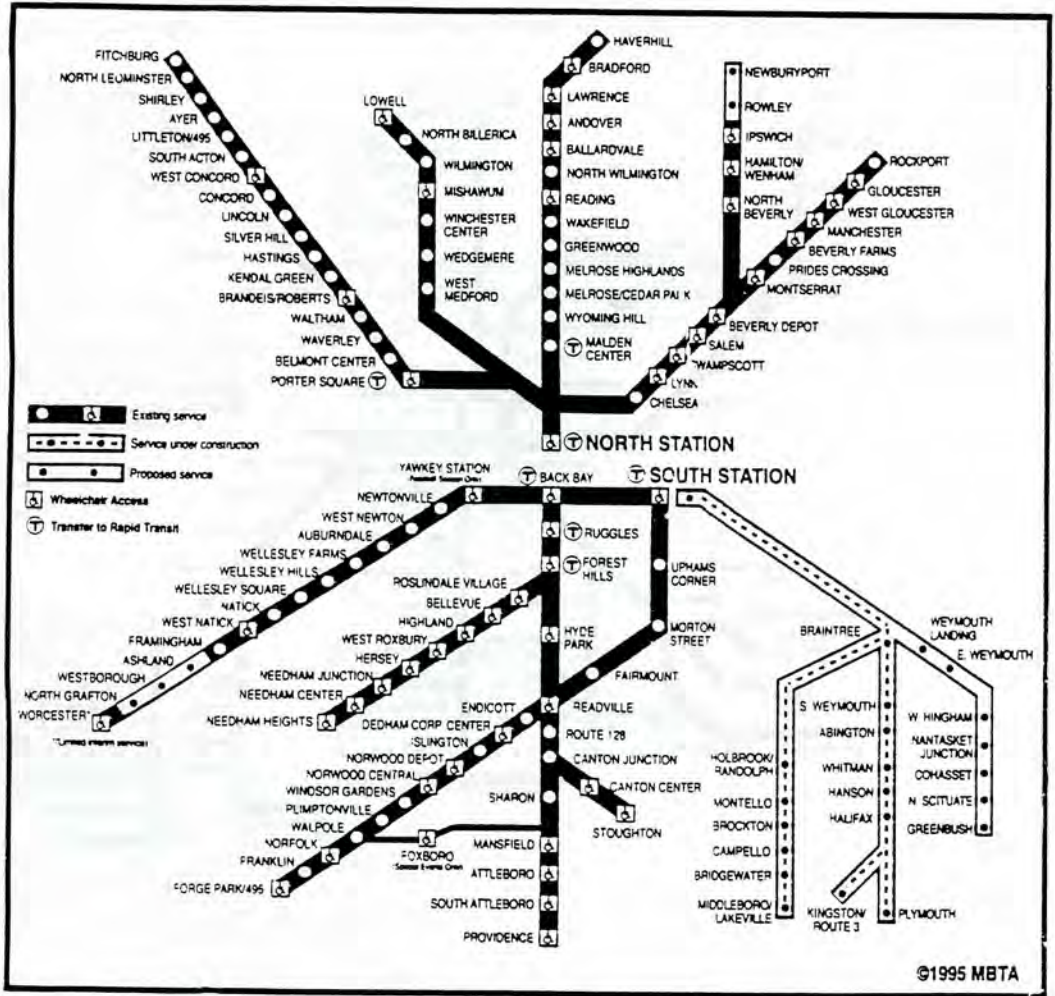 FITCHBURG
NORTH LEOMINSTER
SHIRLEY
AYER
LITTLETON/495
SOUTH ACTON
WEST CONCORD
CONCORD
LINCOLN
SILVER HILL
HASTINGS
KENDAL GREEN
BRANDEIS/ROBERTS
WALTHAM
WAVERLEY
BELMONT CENTER
PORTER SQUARE T
LOWELL
NORTH BILLERICA
WILMINGTON
MISHAWUM
WINCHESTER
CENTER
WEDGEMERE
WEST
MEDFORD
HAVERHILL
BRADFORD
LAWRENCE
ANDOVER
BALLARDVALE
NORTH WILMINGTON
READING
WAKEFIELD
GREENWOOD
MELROSE HIGHLANDS
MELROSE/CEDAR PARK
WYOMING HILL
T MALDEN
CENTER
NEWBURYPORT
ROWLEY
IPSWICH
HAMILTON/
WENHAM
NORTH
BEVERLY
ROCKPORT
GLOUCESTER
WEST GLOUCESTER
MANCHESTER
BEVERLY FARMS
PRIDES CROSSING
MONTSERRAT
BEVERLY DEPOT
SALEM
SWAMPSCOTT
LYNN
CHELSEA
T NORTH STATION
Existing service
Service under construction
Proposed service
Wheelchair Access
T Transfer to Rapid Transit
YAWKEY STATION
T BACK BAY
T SOUTH STATION
NEWTONVILLE
WEST NEWTON
AUBURNDALE
WELLESLEY FARMS
WELLESLEY HILLS
WELLESLEY SQUARE
NATICK
WEST NATICK
FRAMINGHAM
ASHLAND
WESTBOROUGH
NORTH GRAFTON
WORCESTER*
*Limited interim service
T RUGGLES
T FOREST
HILLS
ROSLINDALE VILLAGE
BELLEVUE
HIGHLAND
WEST ROXBURY
HERSEY
NEEDHAM JUNCTION
NEEDHAM CENTER
NEEDHAM HEIGHTS
HYDE
PARK
UPHAMS
CORNER
MORTON
STREET
FAIRMOUNT
READVILLE
ENDICOTT
DEDHAM CORP. CENTER
ISLINGTON
NORWOOD DEPOT
NORWOOD CENTRAL
WINDSOR GARDENS
PLIMPTONVILLE
WALPOLE
NORFOLK
FRANKLIN
FORGE PARK/495
FOXBORO
Special Events Only
ROUTE 128
CANTON JUNCTION
CANTON CENTER
STOUGHTON
SHARON
MANSFIELD
ATTLEBORO
SOUTH ATTLEBORO
PROVIDENCE
BRAINTREE
HOLBROOK/
RANDOLPH
MONTELLO
BROCKTON
CAMPELLO
BRIDGEWATER
MIDDLEBORO/
LAKEVILLE
S. WEYMOUTH
ABINGTON
WHITMAN
HANSON
HALIFAX
KINGSTON/
ROUTE 3
PLYMOUTH
WEYMOUTH
LANDING
E. WEYMOUTH
W. HINGHAM
NANTASKET
JUNCTION
COHASSET
N. SCITUATE
GREENBUSH
©1995 MBTA